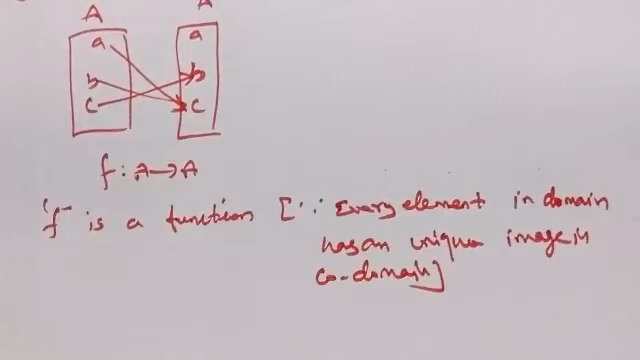 A A
a a
b b
c c
f : A→A
'f' is a function [∵ Every element in domain
has an unique image in
co-domain]